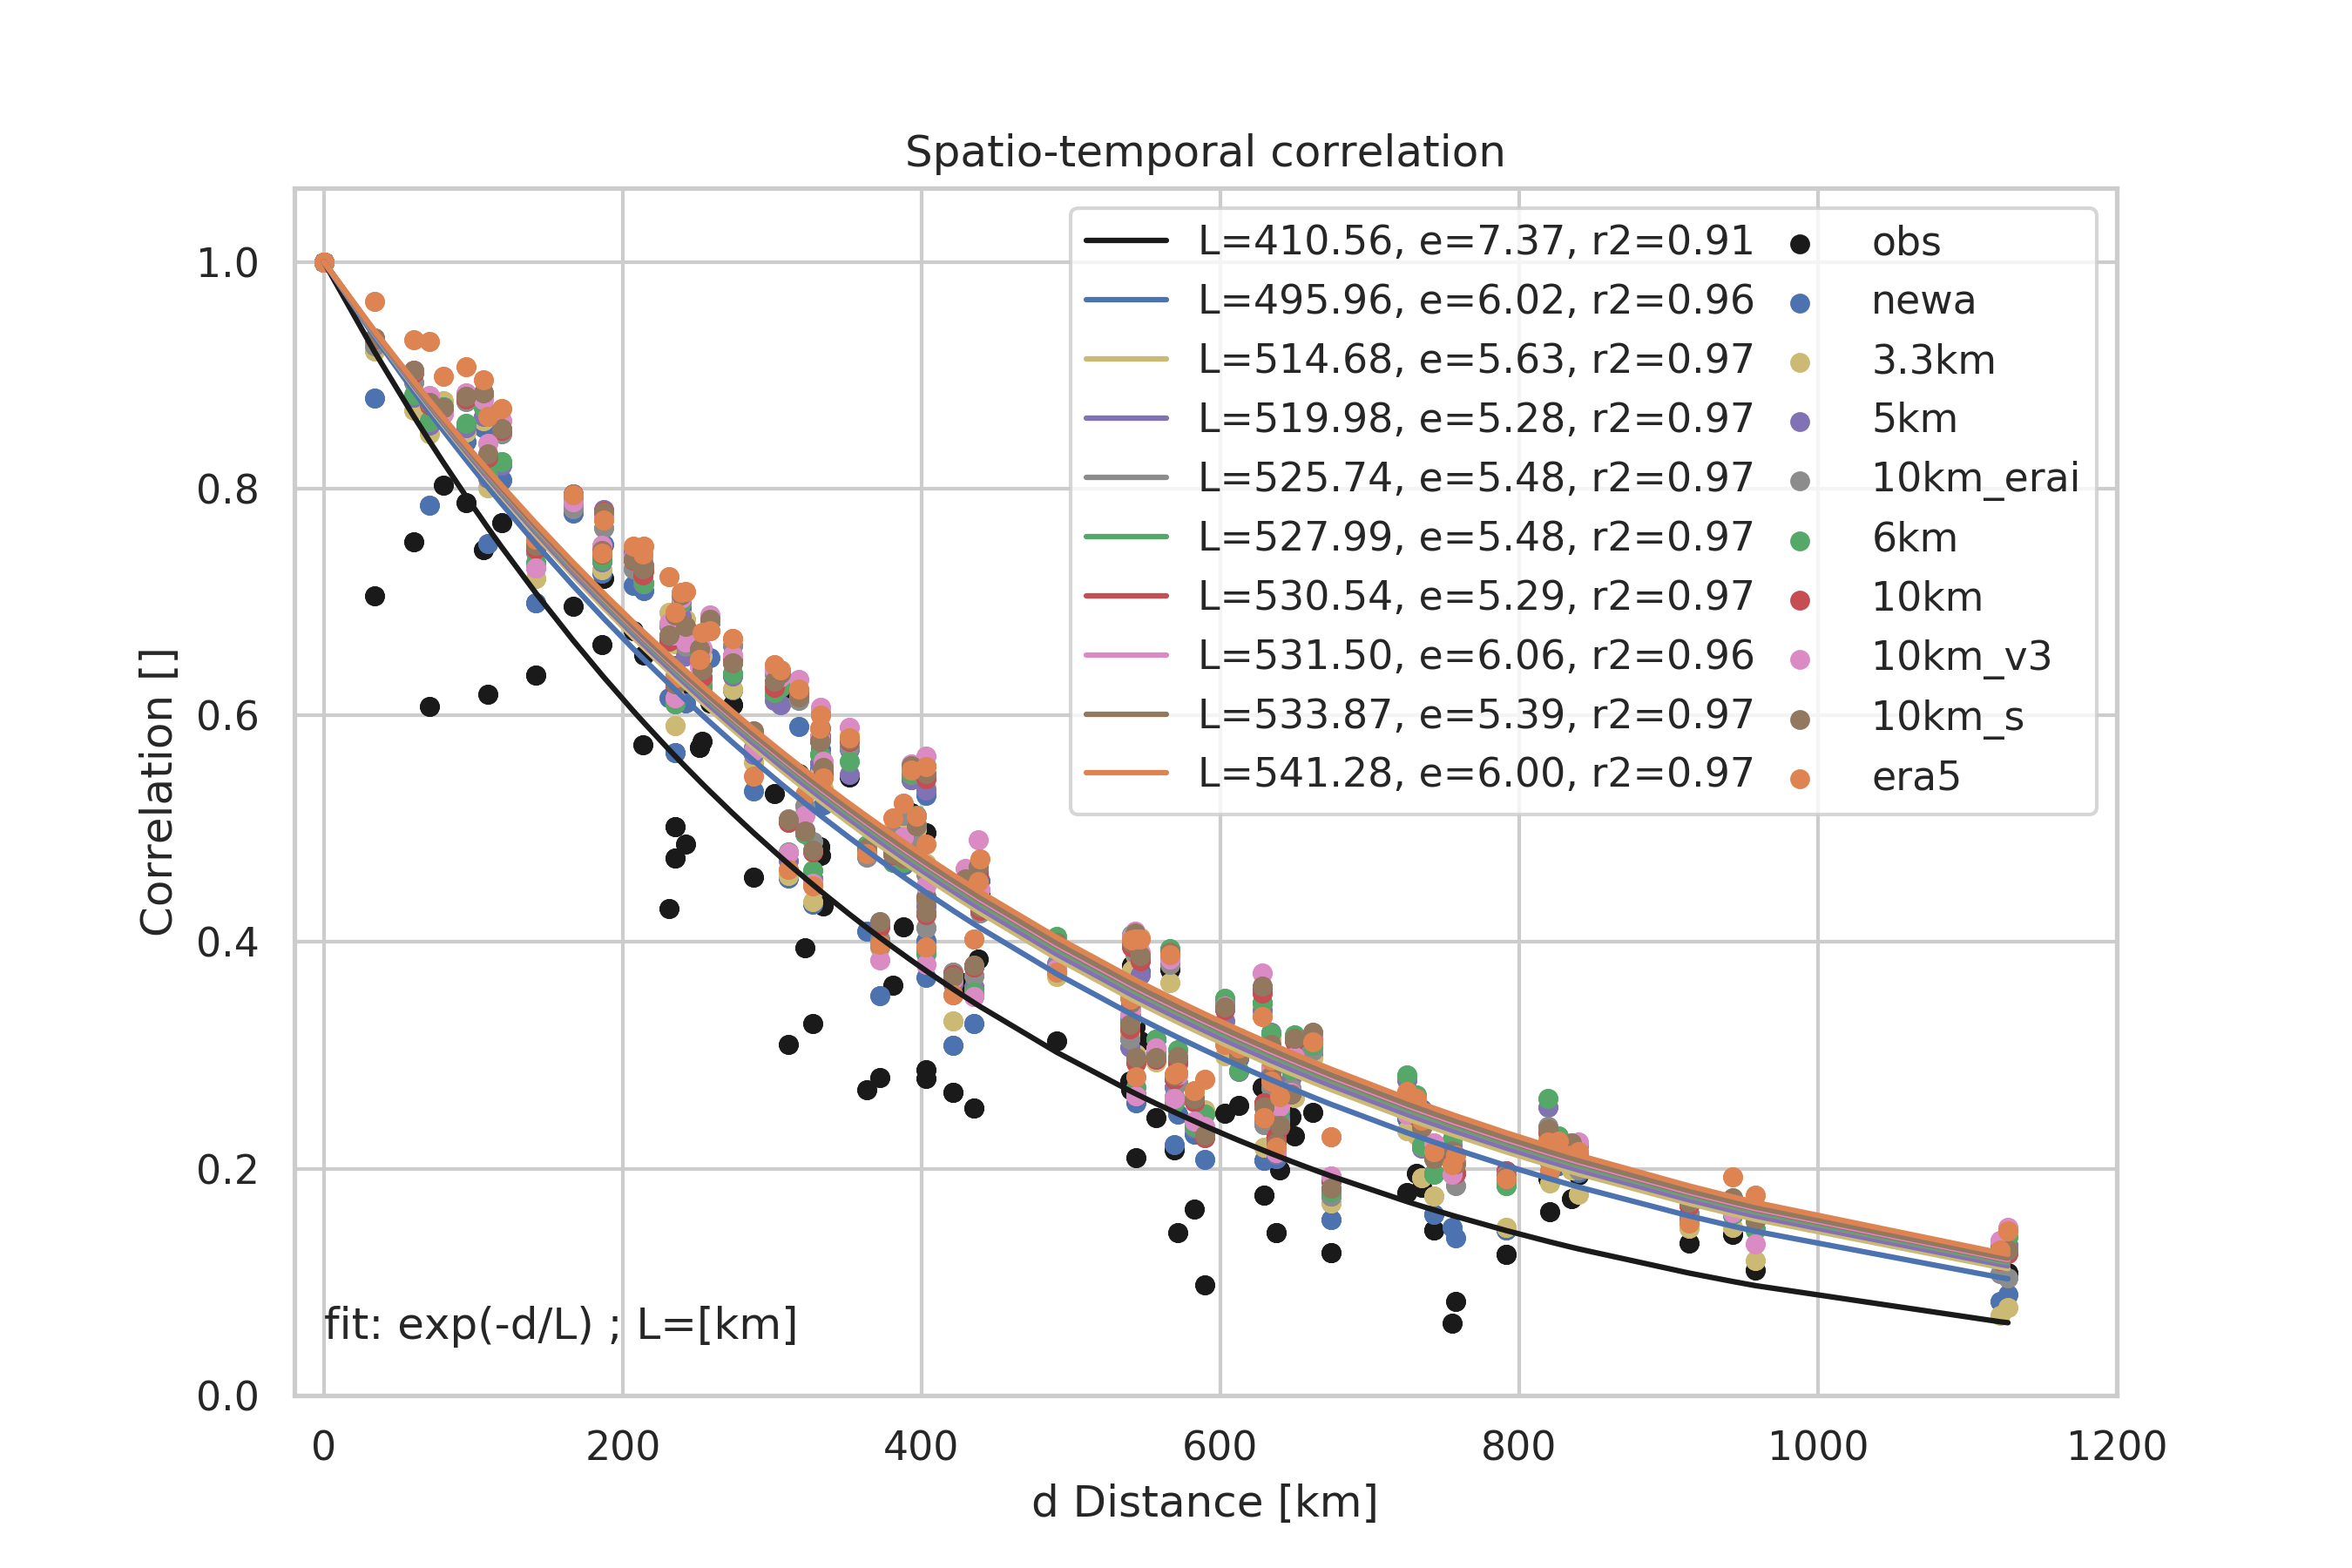 Spatio-temporal correlation
L=410.56, e=7.37, r2=0.91 obs
L=495.96, e=6.02, r2=0.96 newa
L=514.68, e=5.63, r2=0.97 3.3km
L=519.98, e=5.28, r2=0.97 5km
L=525.74, e=5.48, r2=0.97 10km_erai
L=527.99, e=5.48, r2=0.97 6km
L=530.54, e=5.29, r2=0.97 10km
L=531.50, e=6.06, r2=0.96 10km_v3
L=533.87, e=5.39, r2=0.97 10km_s
L=541.28, e=6.00, r2=0.97 era5
1.0
0.8
0.6
0.4
0.2
0.0
Correlation []
fit: exp(-d/L) ; L=[km]
0 200 400 600 800 1000 1200
d Distance [km]